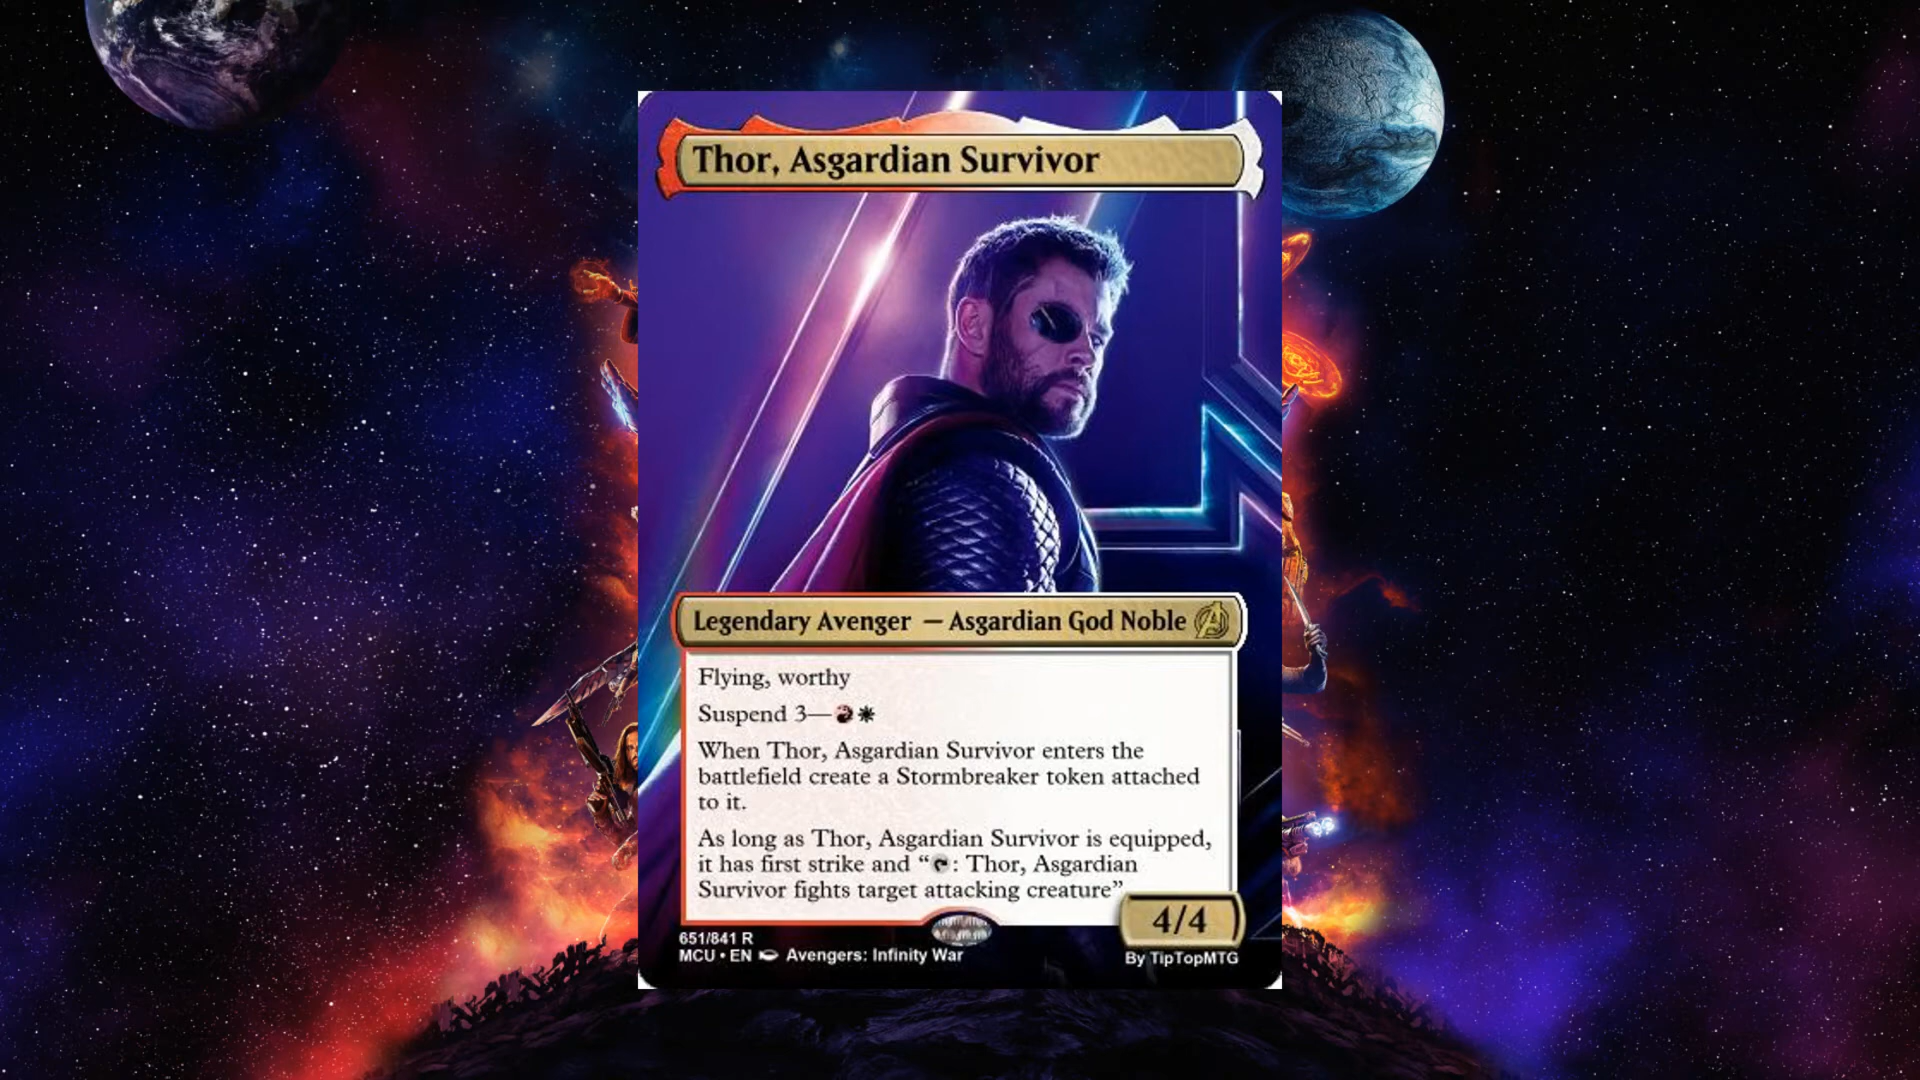 Thor, Asgardian Survivor
Legendary Avenger — Asgardian God Noble
Flying, worthy
Suspend 3—
When Thor, Asgardian Survivor enters the
battlefield create a Stormbreaker token attached
to it.
As long as Thor, Asgardian Survivor is equipped,
it has first strike and “: Thor, Asgardian
Survivor fights target attacking creature”
4/4
651/841 R
MCU • EN Avengers: Infinity War
By TipTopMTG